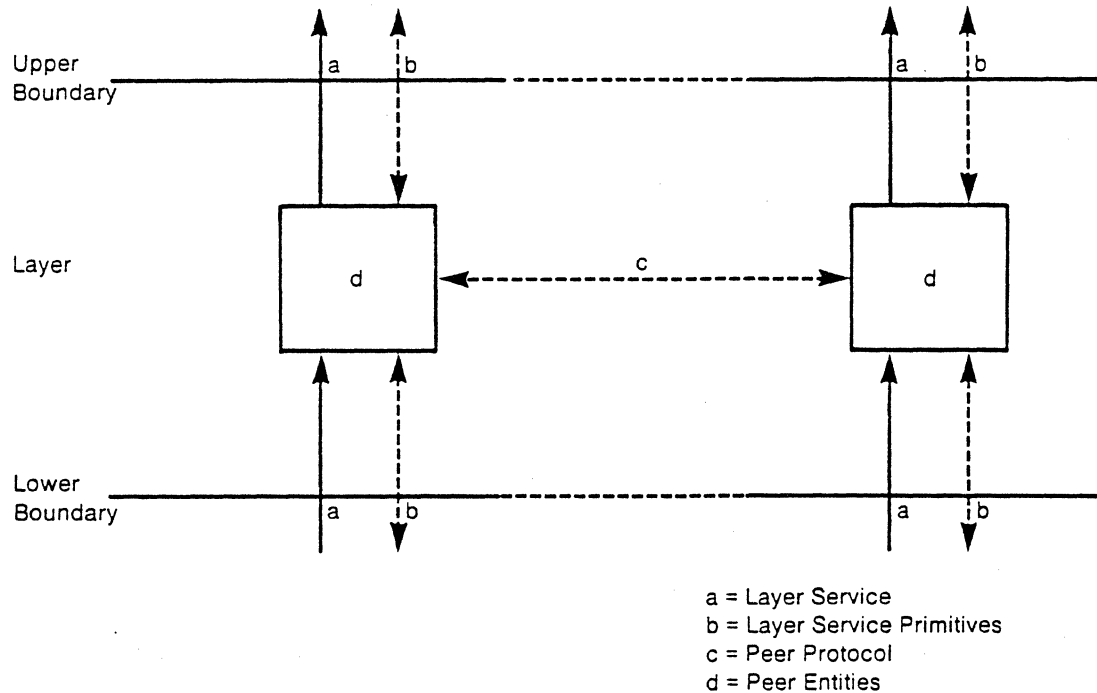 a b a b
Upper
Boundary
Layer
d c d
Lower
Boundary
a b a b
a = Layer Service
b = Layer Service Primitives
c = Peer Protocol
d = Peer Entities